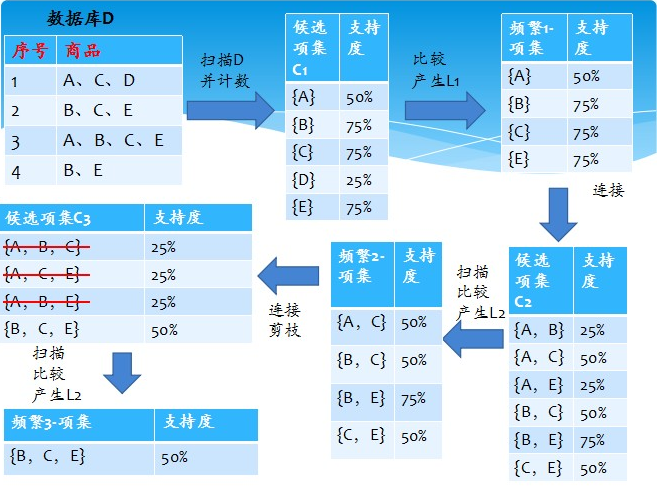 数据库D
序号 商品
1 A、C、D
2 B、C、E
3 A、B、C、E
4 B、E
扫描D
并计数
候选
项集
C1
支持
度
{A} 50%
{B} 75%
{C} 75%
{D} 25%
{E} 75%
比较
产生L1
频繁1-
项集
支持
度
{A} 50%
{B} 75%
{C} 75%
{E} 75%
连接
候选
项集
C2
支持
度
{A，B} 25%
{A，C} 50%
{A，E} 25%
{B，C} 50%
{B，E} 75%
{C，E} 50%
扫描
比较
产生L2
频繁2-
项集
支持
度
{A，C} 50%
{B，C} 50%
{B，E} 75%
{C，E} 50%
连接
剪枝
候选项集C3 支持度
{A，B，C} 25%
{A，C，E} 25%
{A，B，E} 25%
{B，C，E} 50%
扫描
比较
产生L2
频繁3-项集 支持度
{B，C，E} 50%